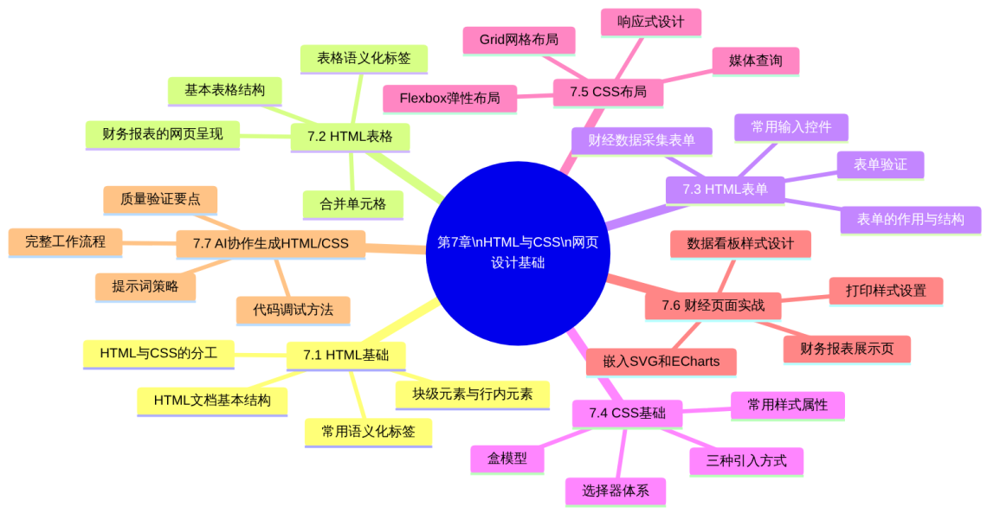 第7章\nHTML与CSS\n网页
设计基础
7.1 HTML基础
HTML与CSS的分工
HTML文档基本结构
常用语义化标签
块级元素与行内元素
7.2 HTML表格
表格语义化标签
基本表格结构
财务报表的网页呈现
合并单元格
7.3 HTML表单
财经数据采集表单
常用输入控件
表单验证
表单的作用与结构
7.4 CSS基础
常用样式属性
三种引入方式
选择器体系
盒模型
7.5 CSS布局
Flexbox弹性布局
Grid网格布局
响应式设计
媒体查询
7.6 财经页面实战
数据看板样式设计
打印样式设置
财务报表展示页
嵌入SVG和ECharts
7.7 AI协作生成HTML/CSS
质量验证要点
完整工作流程
提示词策略
代码调试方法